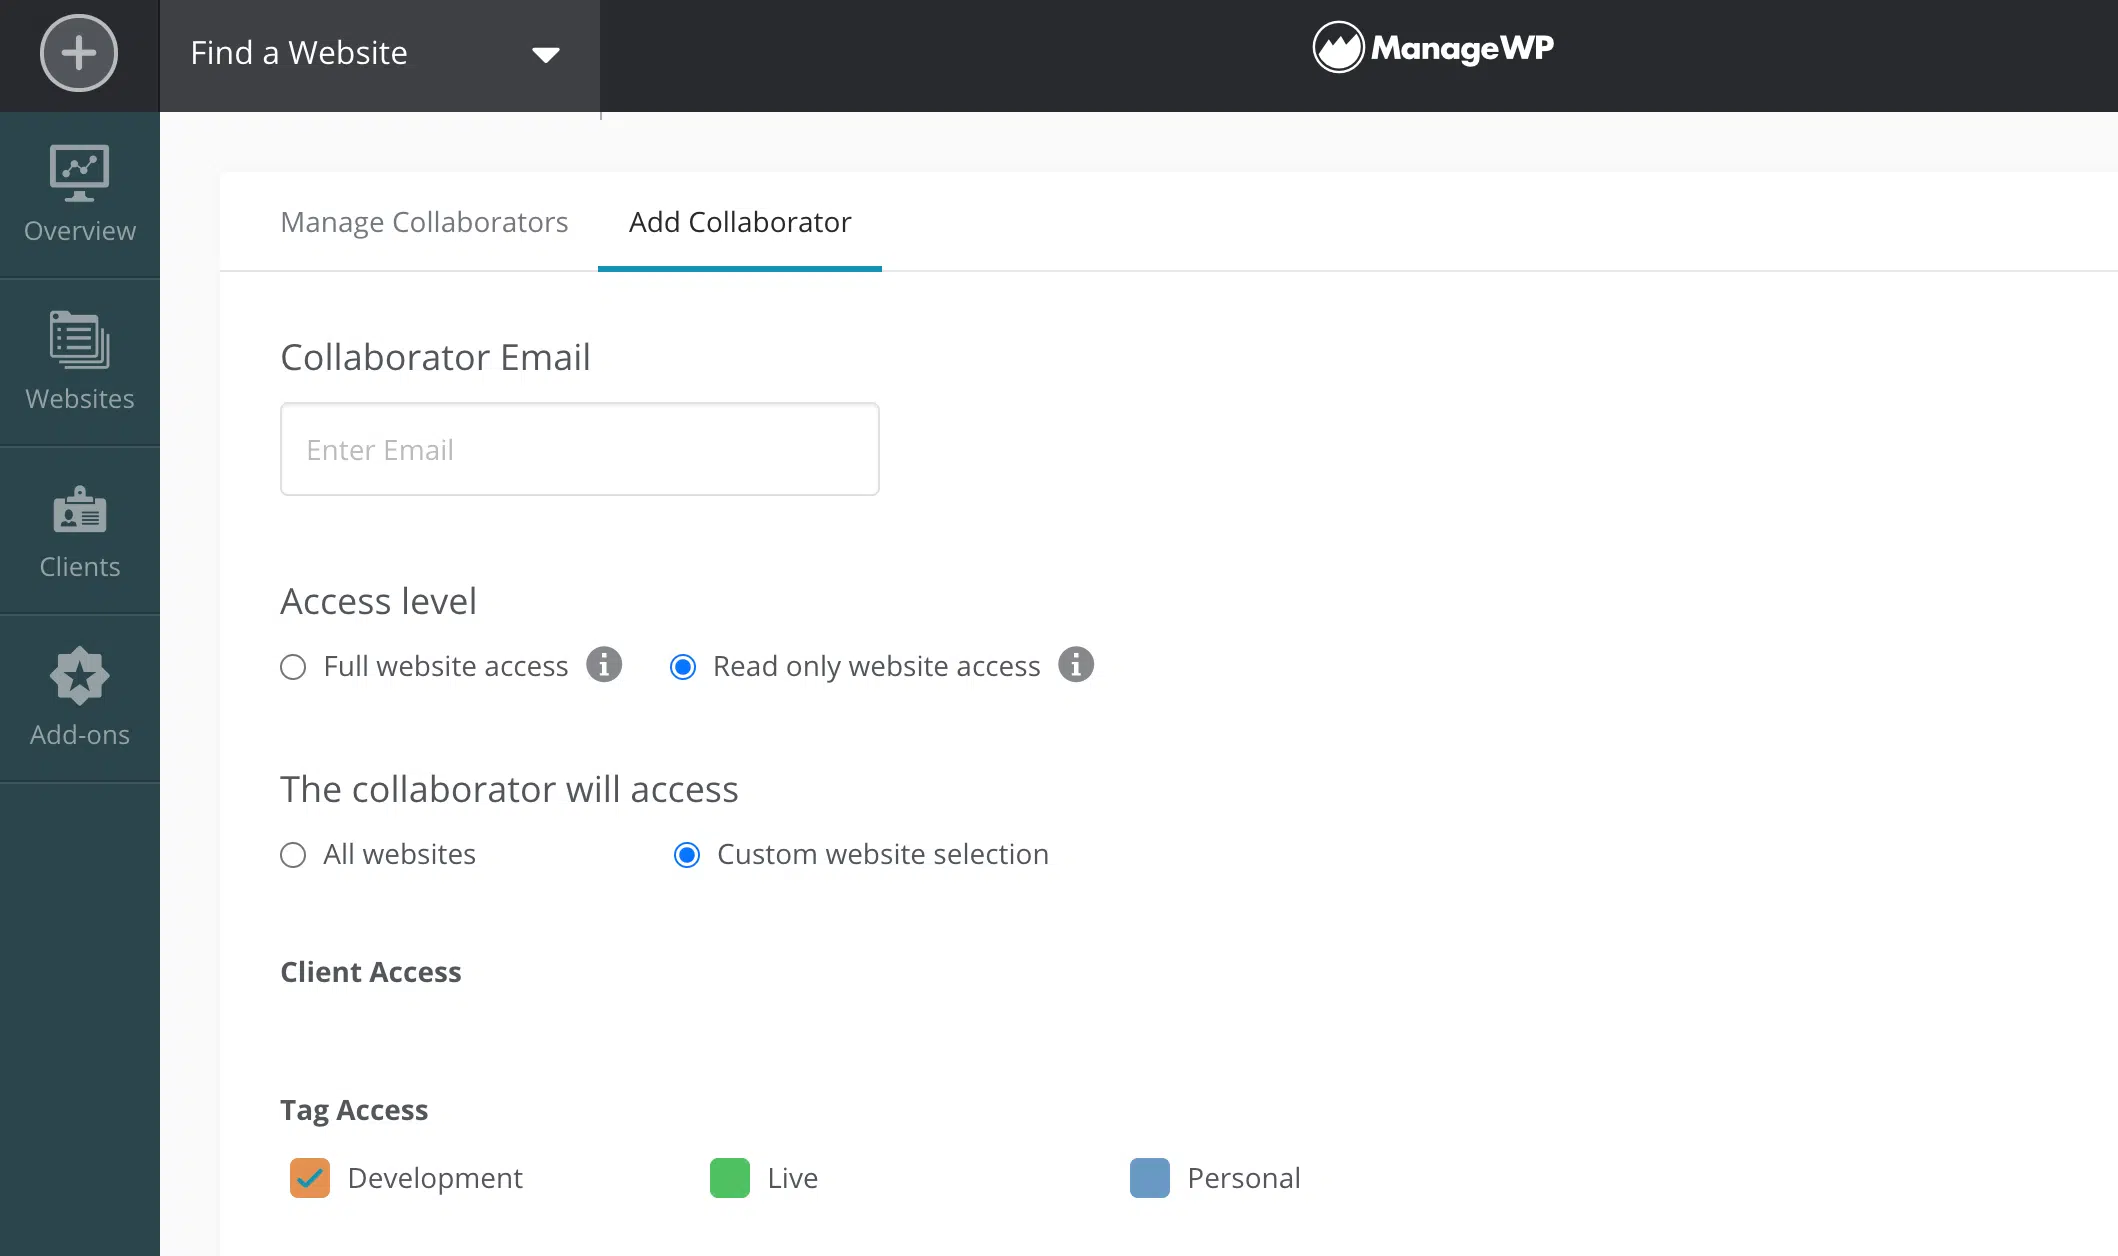 Find a Website
ManageWP
Overview
Websites
Clients
Add-ons
Manage Collaborators
Add Collaborator
Collaborator Email
Enter Email
Access level
Full website access
Read only website access
The collaborator will access
All websites
Custom website selection
Client Access
Tag Access
Development
Live
Personal